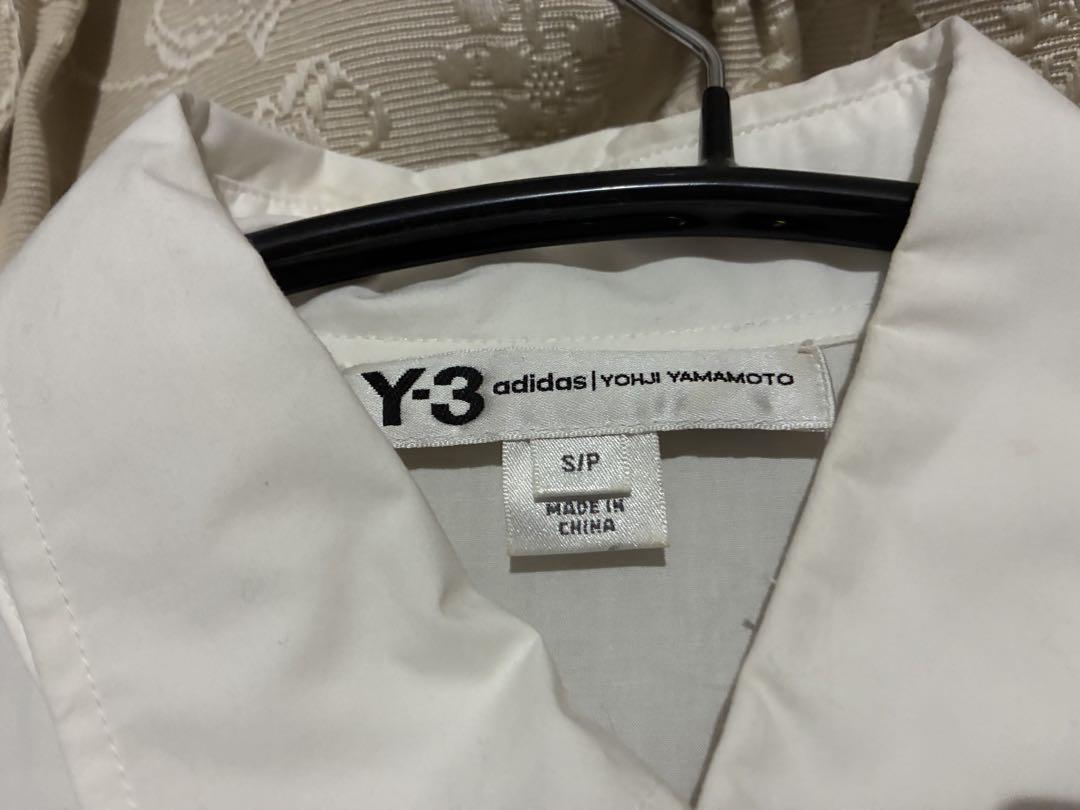 Y-3 adidas | YOHJI YAMAMOTO
S/P
MADE IN
CHINA